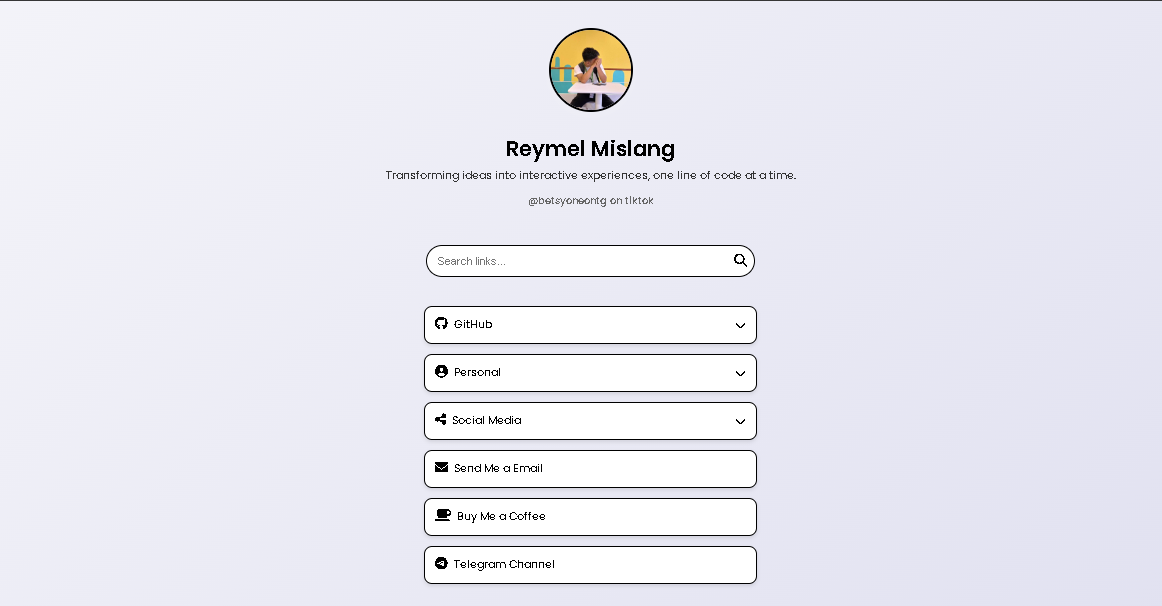 Reymel Mislang
Transforming ideas into interactive experiences, one line of code at a time.
@betsyoneontg on tiktok
Search links...
GitHub
Personal
Social Media
Send Me a Email
Buy Me a Coffee
Telegram Channel